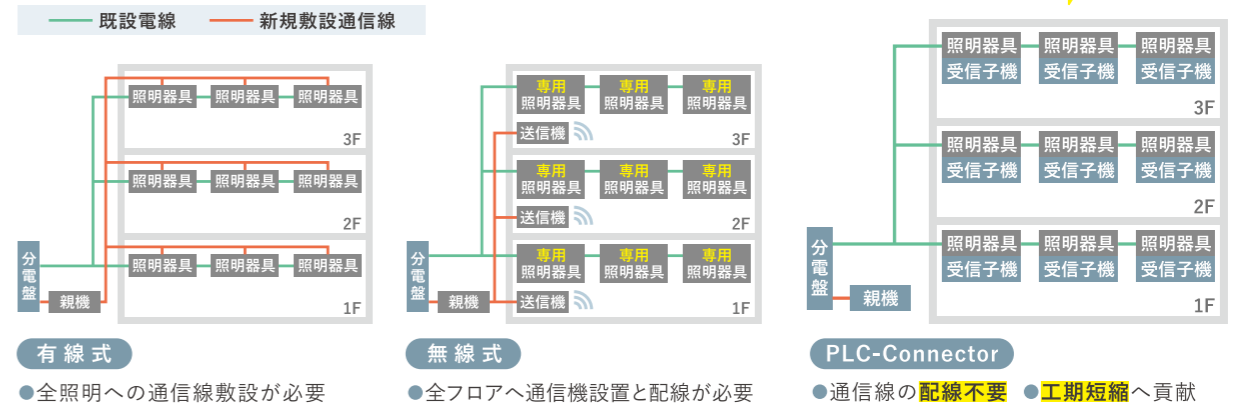 既設電線 新規敷設通信線
照明器具 照明器具 照明器具
3F
照明器具 照明器具 照明器具
2F
照明器具 照明器具 照明器具
1F
分電盤
親機
有線式
●全照明への通信線敷設が必要
専用 専用 専用
照明器具 照明器具 照明器具
送信機
3F
専用 専用 専用
照明器具 照明器具 照明器具
送信機
2F
専用 専用 専用
照明器具 照明器具 照明器具
送信機
1F
分電盤
親機
無線式
●全フロアへ通信機設置と配線が必要
照明器具 照明器具 照明器具
受信子機 受信子機 受信子機
3F
照明器具 照明器具 照明器具
受信子機 受信子機 受信子機
2F
照明器具 照明器具 照明器具
受信子機 受信子機 受信子機
1F
分電盤
親機
PLC-Connector
●通信線の配線不要 ●工期短縮へ貢献